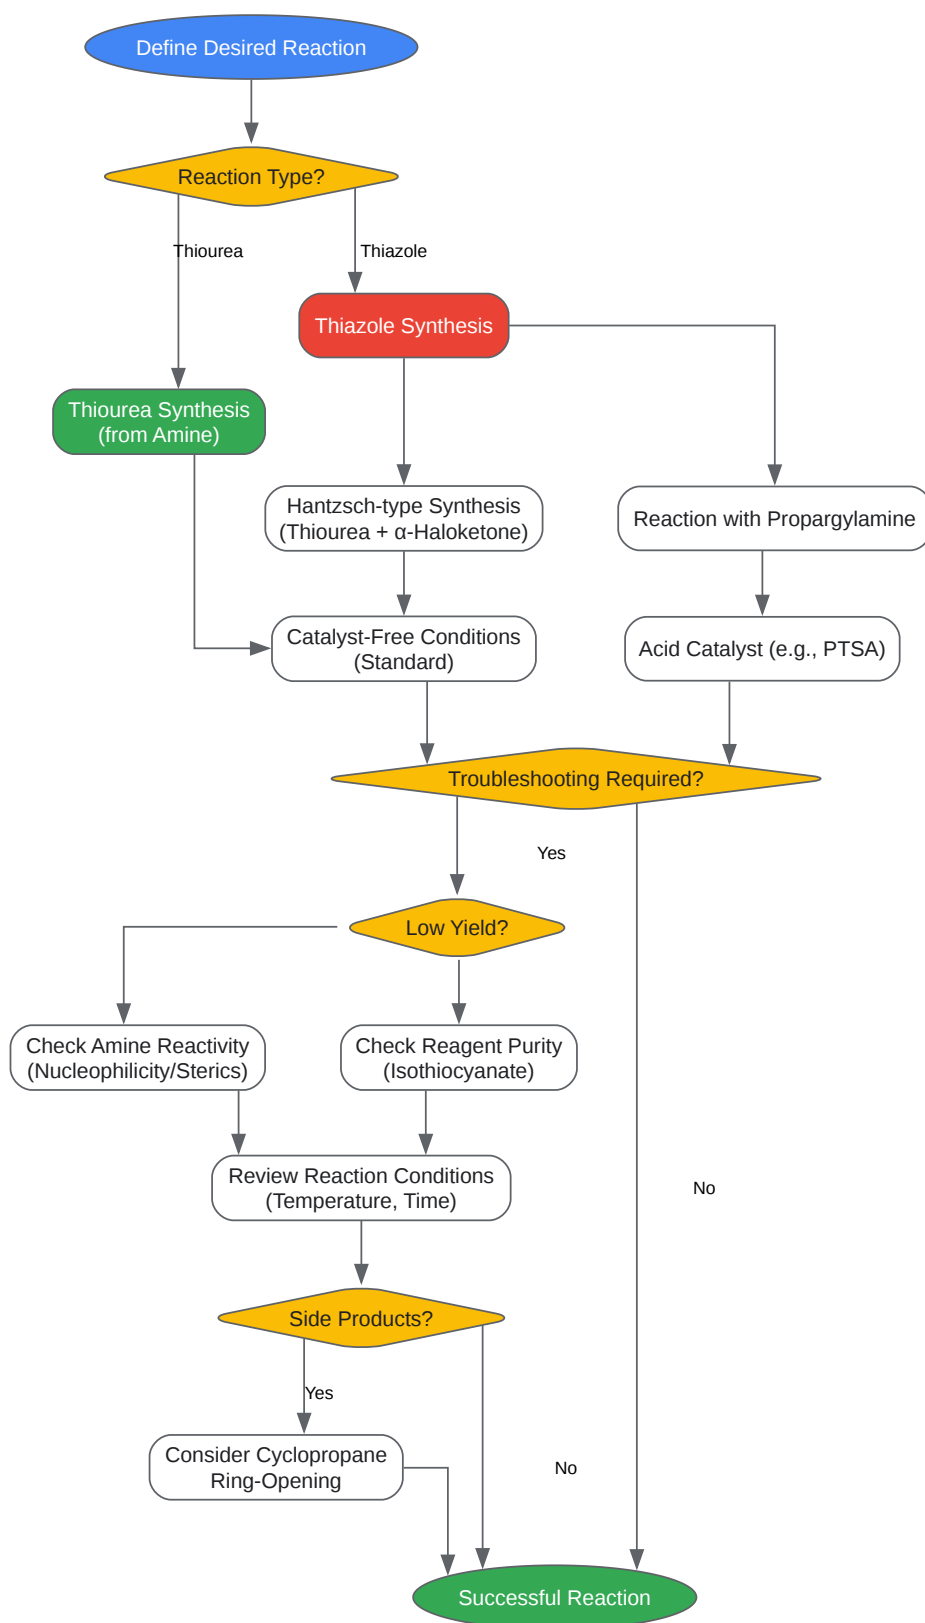 Define Desired Reaction
Reaction Type?
Thiourea
Thiazole
Thiazole Synthesis
Thiourea Synthesis
(from Amine)
Hantzsch-type Synthesis
(Thiourea + α-Haloketone)
Reaction with Propargylamine
Catalyst-Free Conditions
(Standard)
Acid Catalyst (e.g., PTSA)
Troubleshooting Required?
Yes
Low Yield?
Check Amine Reactivity
(Nucleophilicity/Sterics)
Check Reagent Purity
(Isothiocyanate)
Review Reaction Conditions
(Temperature, Time)
No
Side Products?
Yes
Consider Cyclopropane
Ring-Opening
No
Successful Reaction